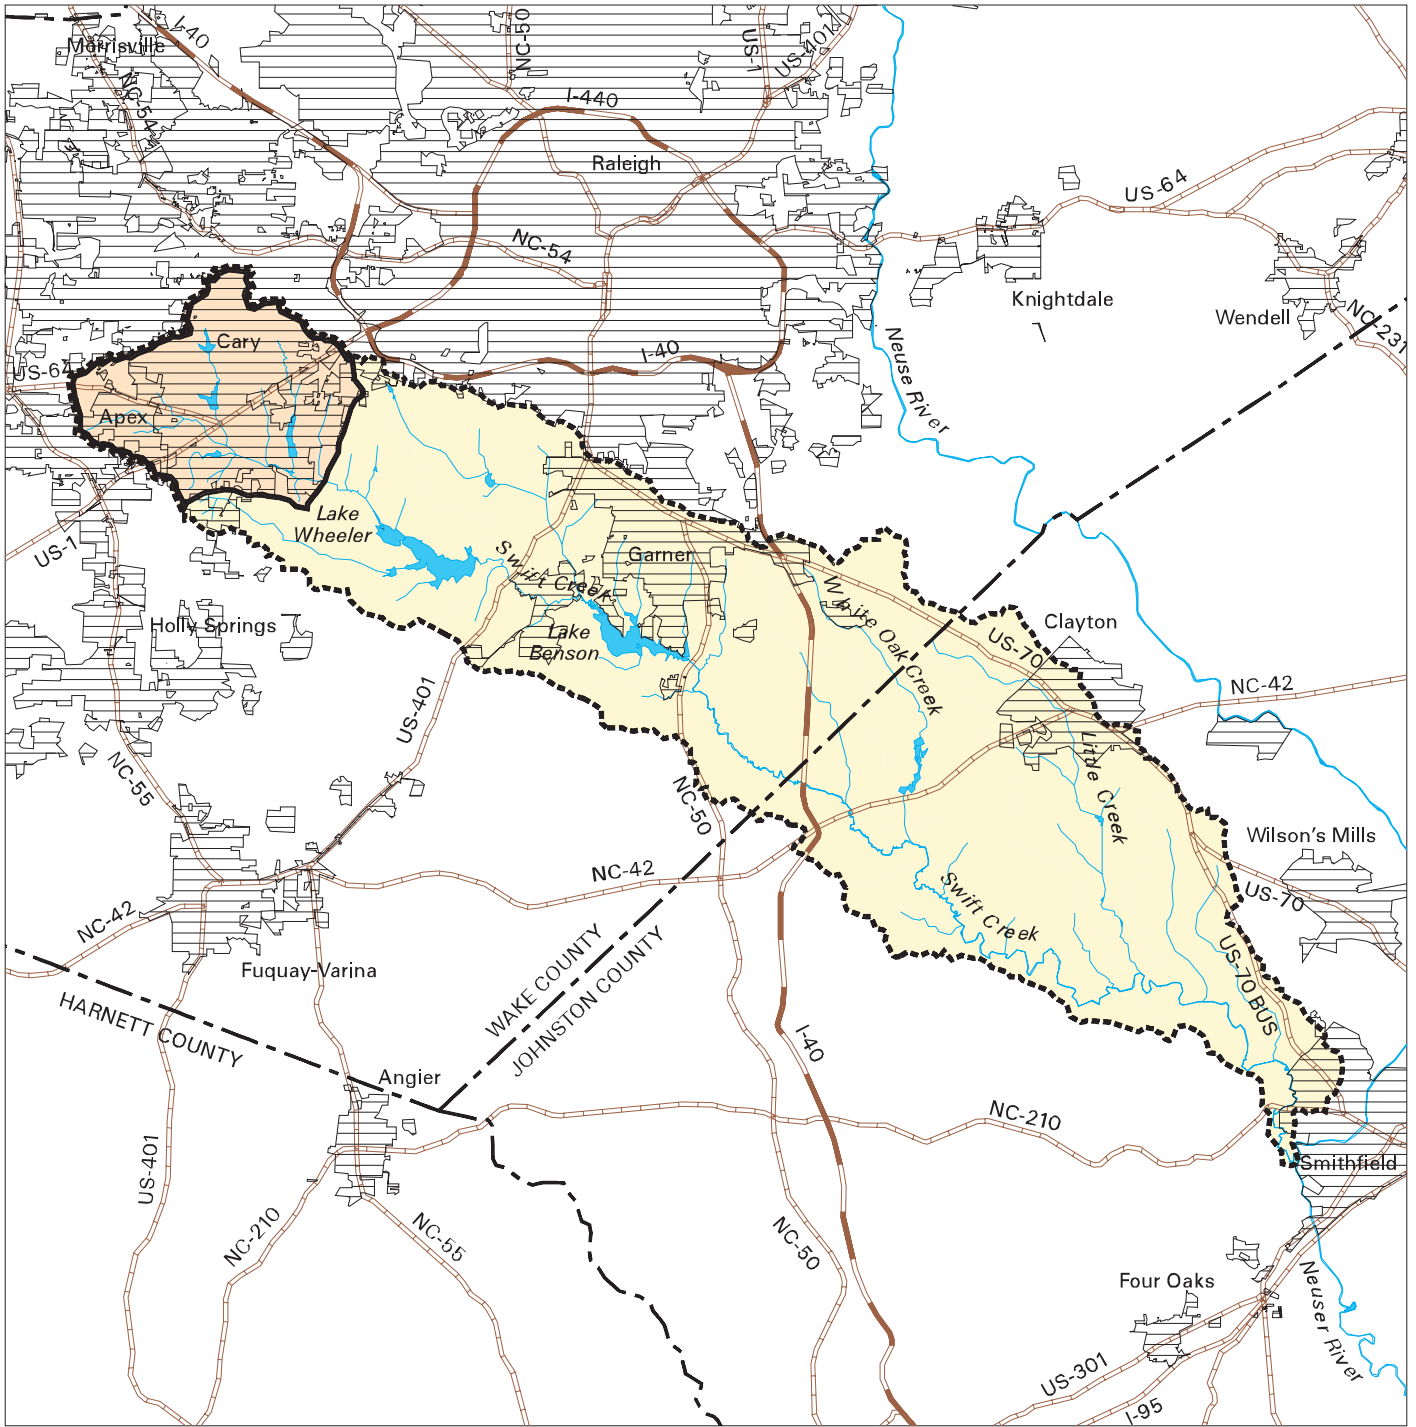 I-40
NC-50
US-1
US-401
Morrisville
NC-54
I-440
Raleigh
US-64
NC-54
Knightdale
Wendell
NC-231
Cary
I-40
Neuse River
US-64
Apex
Lake
Wheeler
US-1
Swift Creek
Garner
White Oak Creek
Holly Springs
Lake
Benson
US-70
Clayton
US-401
NC-42
NC-55
NC-50
Little Creek
Wilson's Mills
NC-42
Swift Creek
US-70
NC-42
US-70 BUS
Fuquay-Varina
WAKE COUNTY
JOHNSTON COUNTY
HARNETT COUNTY
I-40
Angier
NC-210
US-401
Smithfield
NC-210
NC-55
NC-50
Four Oaks
Neuser River
US-301
I-95